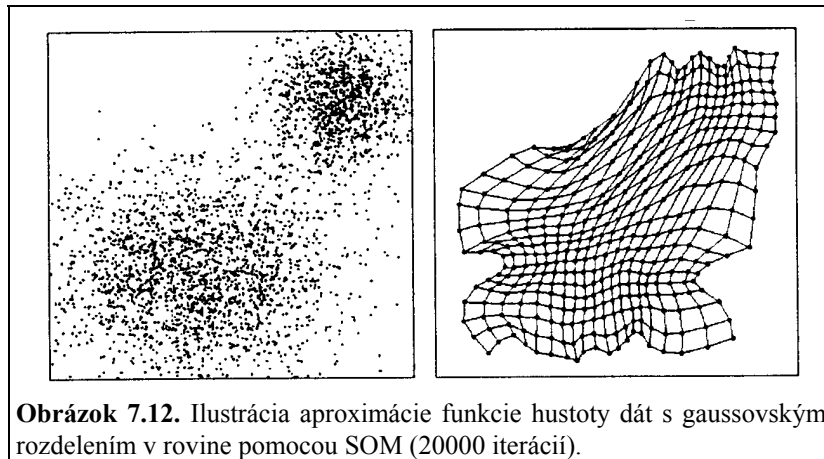 Obrázok 7.12. Ilustrácia aproximácie funkcie hustoty dát s gaussovským
rozdelením v rovine pomocou SOM (20000 iterácií).